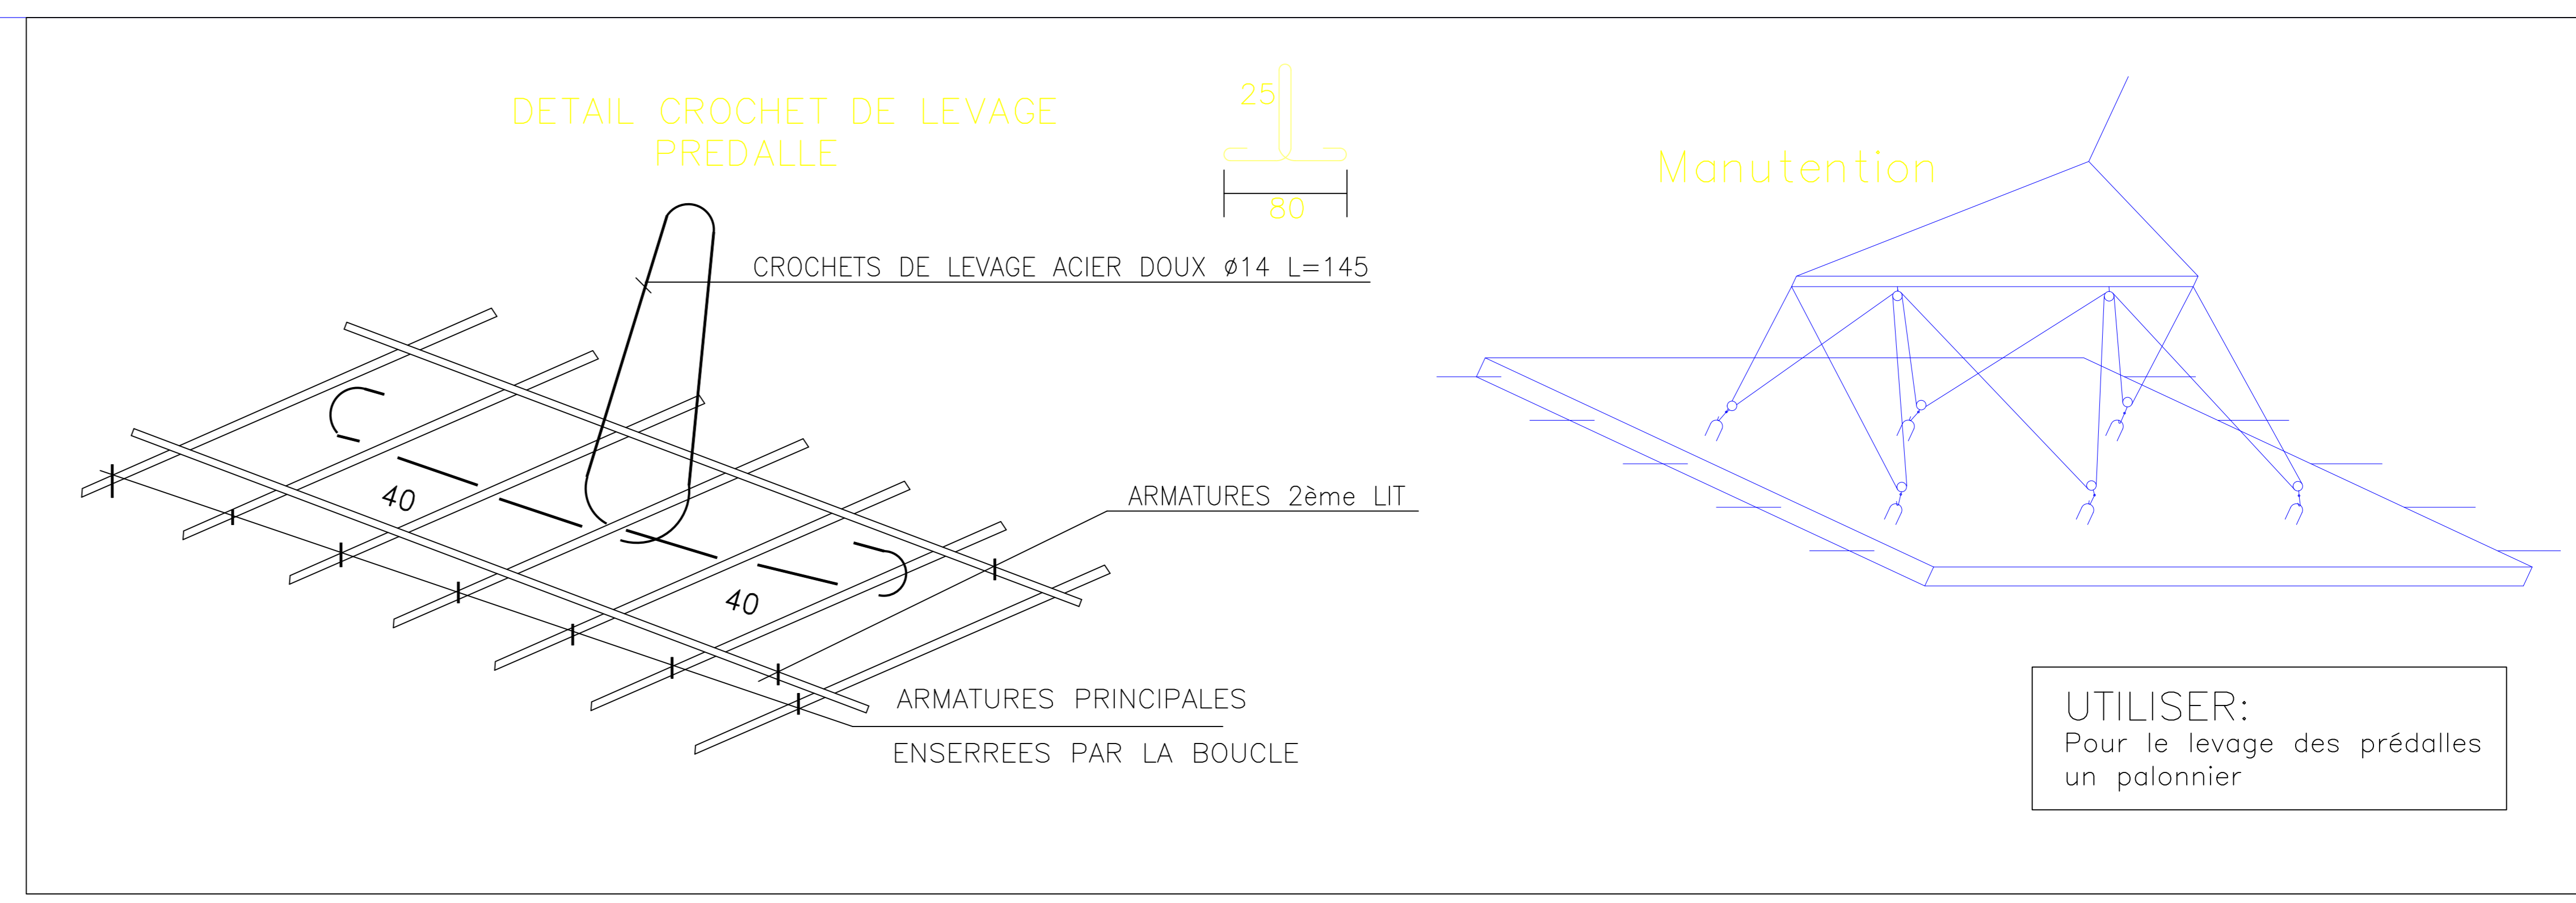 DETAIL CROCHET DE LEVAGE
PREDALLE
25
80
CROCHETS DE LEVAGE ACIER DOUX ø14 L=145
40
40
ARMATURES 2ème LIT
ARMATURES PRINCIPALES
ENSERREES PAR LA BOUCLE
Manutention
UTILISER:
Pour le levage des prédalles
un palonnier